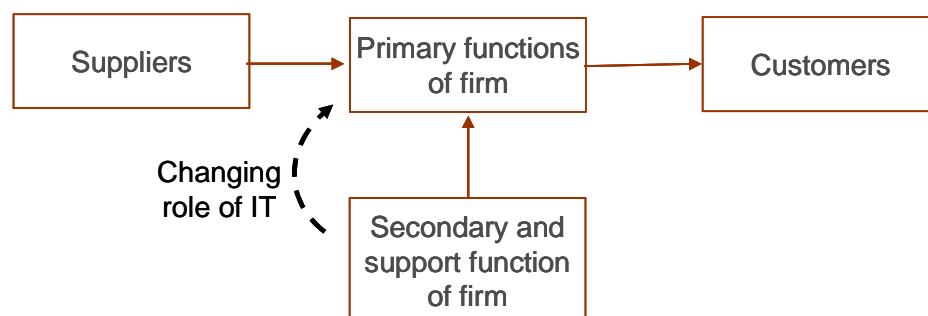 Suppliers
Primary functions
of firm
Customers
Changing
role of IT
Secondary and
support function
of firm